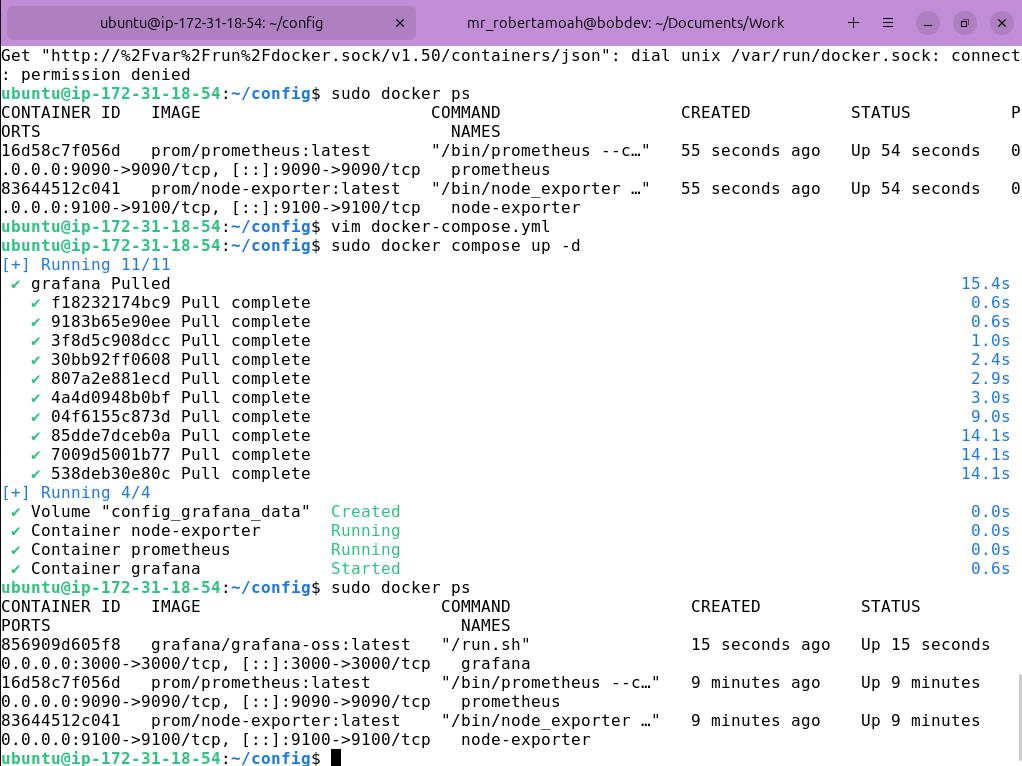 ubuntu@ip-172-31-18-54: ~/config × mr_robertamoah@bobdev: ~/Documents/Work + ≡
Get "http://%2Fvar%2Frun%2Fdocker.sock/v1.50/containers/json": dial unix /var/run/docker.sock: connect
: permission denied
ubuntu@ip-172-31-18-54:~/config$ sudo docker ps
CONTAINER ID   IMAGE                       COMMAND                  CREATED          STATUS          P
ORTS                                         NAMES
16d58c7f056d   prom/prometheus:latest      "/bin/prometheus --c…"   55 seconds ago   Up 54 seconds   0
.0.0.0:9090->9090/tcp, [::]:9090->9090/tcp   prometheus
83644512c041   prom/node-exporter:latest   "/bin/node_exporter …"   55 seconds ago   Up 54 seconds   0
.0.0.0:9100->9100/tcp, [::]:9100->9100/tcp   node-exporter
ubuntu@ip-172-31-18-54:~/config$ vim docker-compose.yml
ubuntu@ip-172-31-18-54:~/config$ sudo docker compose up -d
[+] Running 11/11
 ✔ grafana Pulled                                                                               15.4s
   ✔ f18232174bc9 Pull complete                                                                  0.6s
   ✔ 9183b65e90ee Pull complete                                                                  0.6s
   ✔ 3f8d5c908dcc Pull complete                                                                  1.0s
   ✔ 30bb92ff0608 Pull complete                                                                  2.4s
   ✔ 807a2e881ecd Pull complete                                                                  2.9s
   ✔ 4a4d0948b0bf Pull complete                                                                  3.0s
   ✔ 04f6155c873d Pull complete                                                                  9.0s
   ✔ 85dde7dceb0a Pull complete                                                                 14.1s
   ✔ 7009d5001b77 Pull complete                                                                 14.1s
   ✔ 538deb30e80c Pull complete                                                                 14.1s
[+] Running 4/4
 ✔ Volume "config_grafana_data"  Created                                                         0.0s
 ✔ Container node-exporter       Running                                                         0.0s
 ✔ Container prometheus          Running                                                         0.0s
 ✔ Container grafana             Started                                                         0.6s
ubuntu@ip-172-31-18-54:~/config$ sudo docker ps
CONTAINER ID   IMAGE                        COMMAND                  CREATED          STATUS
PORTS                                         NAMES
856909d605f8   grafana/grafana-oss:latest   "/run.sh"                15 seconds ago   Up 15 seconds
0.0.0.0:3000->3000/tcp, [::]:3000->3000/tcp   grafana
16d58c7f056d   prom/prometheus:latest       "/bin/prometheus --c…"   9 minutes ago    Up 9 minutes
0.0.0.0:9090->9090/tcp, [::]:9090->9090/tcp   prometheus
83644512c041   prom/node-exporter:latest    "/bin/node_exporter …"   9 minutes ago    Up 9 minutes
0.0.0.0:9100->9100/tcp, [::]:9100->9100/tcp   node-exporter
ubuntu@ip-172-31-18-54:~/config$